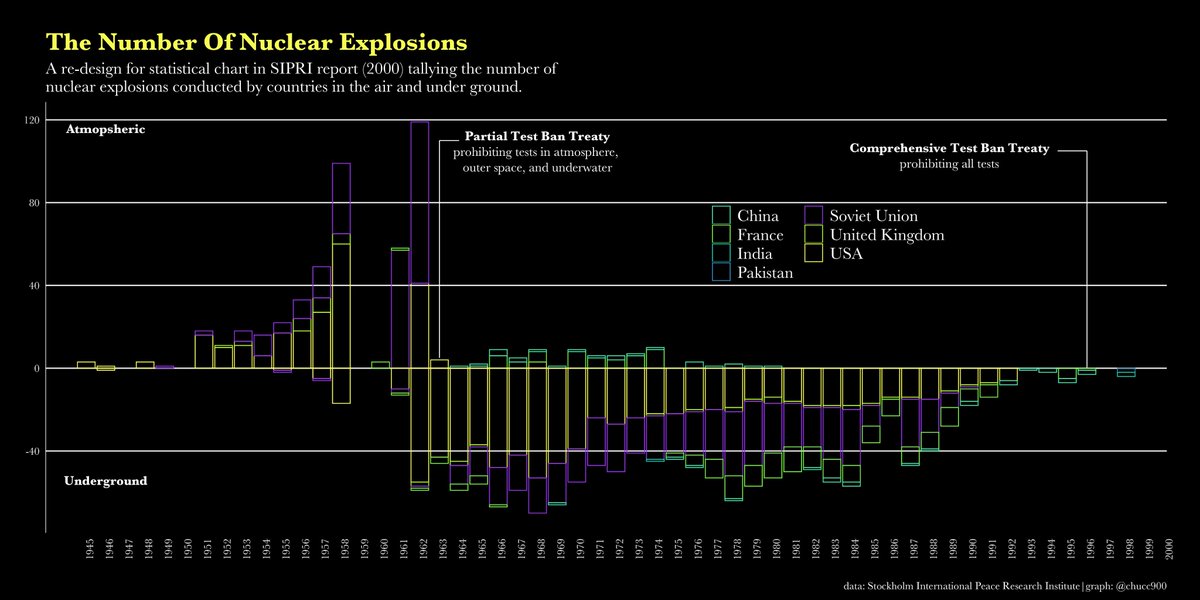 The Number Of Nuclear Explosions
A re-design for statistical chart in SIPRI report (2000) tallying the number of
nuclear explosions conducted by countries in the air and under ground.
120
Atmopsheric
Partial Test Ban Treaty
prohibiting tests in atmosphere,
outer space, and underwater
Comprehensive Test Ban Treaty
prohibiting all tests
80
China
Soviet Union
France
United Kingdom
India
USA
Pakistan
40
0
-40
Underground
1945 1946 1947 1948 1949 1950 1951 1952 1953 1954 1955 1956 1957 1958 1959 1960 1961 1962 1963 1964 1965 1966 1967 1968 1969 1970 1971 1972 1973 1974 1975 1976 1977 1978 1979 1980 1981 1982 1983 1984 1985 1986 1987 1988 1989 1990 1991 1992 1993 1994 1995 1996 1997 1998 1999 2000
data: Stockholm International Peace Research Institute|graph: @chucc900